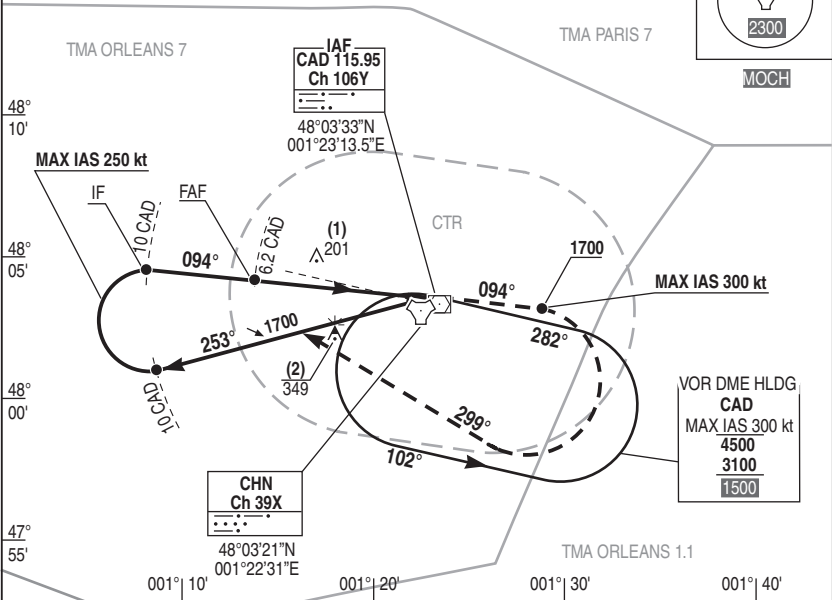 TMA ORLEANS 7
TMA PARIS 7
2300
MOCH
IAF
CAD 115.95
Ch 106Y
48°03'33"N
001°23'13.5"E
48°
10'
MAX IAS 250 kt
IF
FAF
10 CAD
6.2 CAD
(1)
201
CTR
1700
48°
05'
094°
094°
MAX IAS 300 kt
253°
1700
282°
(2)
349
48°
00'
10 CAD
299°
102°
VOR DME HLDG
CAD
MAX IAS 300 kt
4500
3100
1500
CHN
Ch 39X
48°03'21"N
001°22'31"E
47°
55'
TMA ORLEANS 1.1
001° 10'
001° 20'
001° 30'
001° 40'